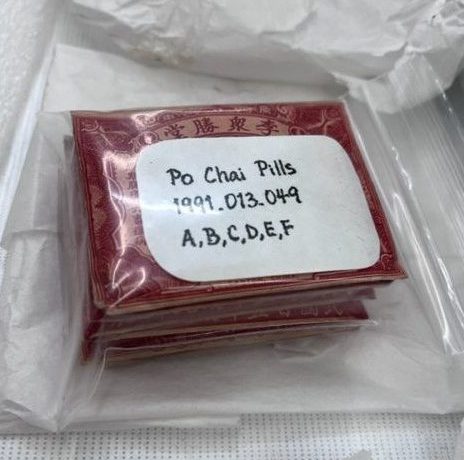 李衆勝堂
Po Chai Pills
1991.013.049
A,B,C,D,E,F